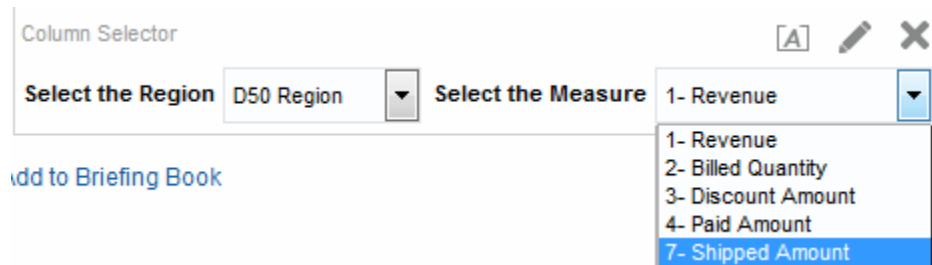 Column Selector
Select the Region D50 Region Select the Measure 1- Revenue
1- Revenue
2- Billed Quantity
Add to Briefing Book
3- Discount Amount
4- Paid Amount
7- Shipped Amount